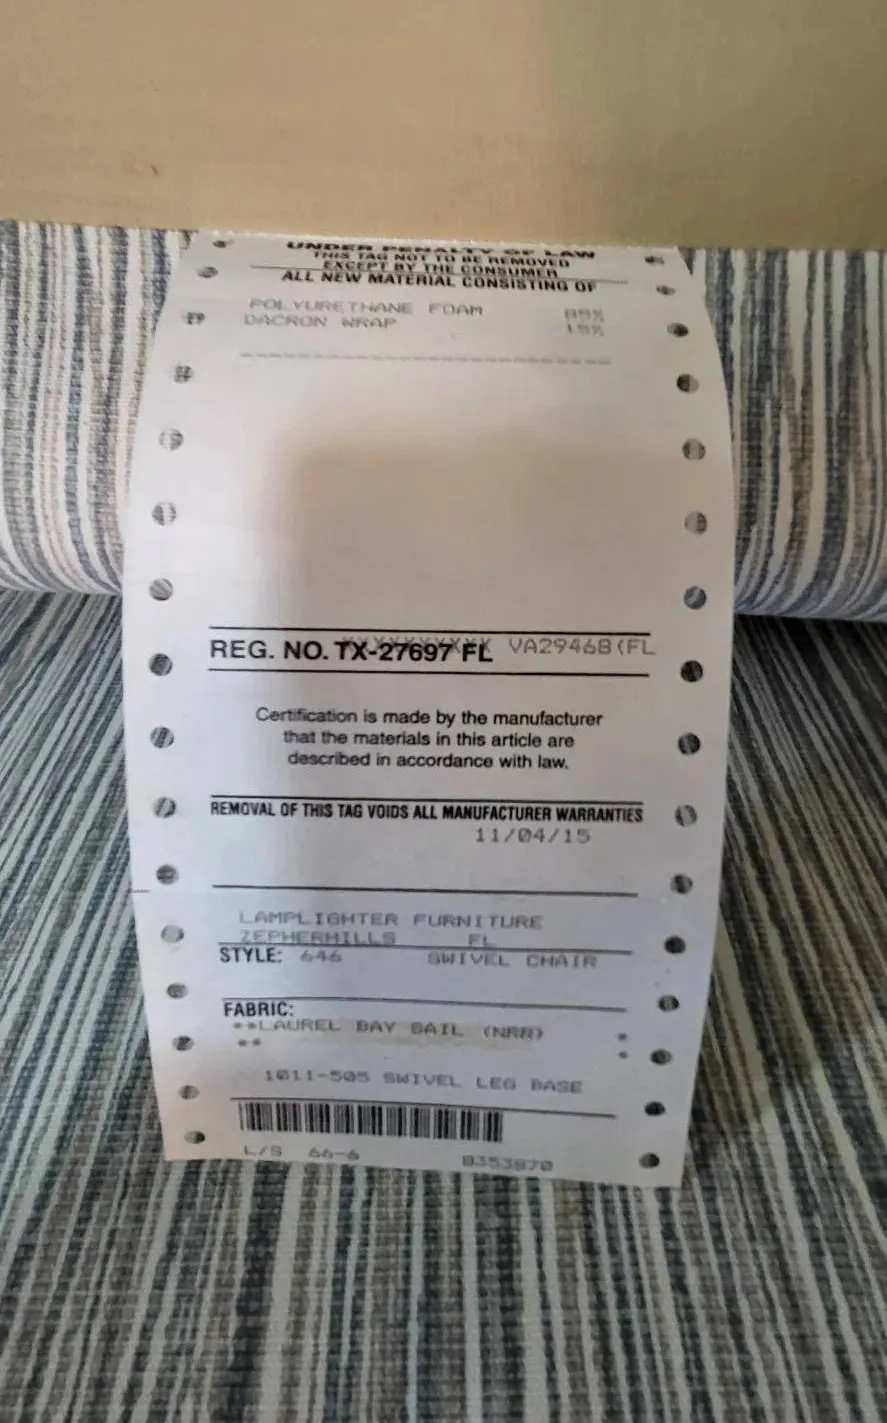 UNDER PENALTY OF LAW
THIS TAG NOT TO BE REMOVED
EXCEPT BY THE CONSUMER
ALL NEW MATERIAL CONSISTING OF
POLYURETHANE FOAM 85%
DACRON WRAP 15%
REG. NO. TX-27697 FL VA29468(FL
Certification is made by the manufacturer
that the materials in this article are
described in accordance with law.
REMOVAL OF THIS TAG VOIDS ALL MANUFACTURER WARRANTIES
11/04/15
LAMPLIGHTER FURNITURE
ZEPHERHILLS FL
STYLE: 646 SWIVEL CHAIR
FABRIC:
**LAUREL BAY SAIL (NRR) *
** *
1011-505 SWIVEL LEG BASE
L/S 66-6 8353870